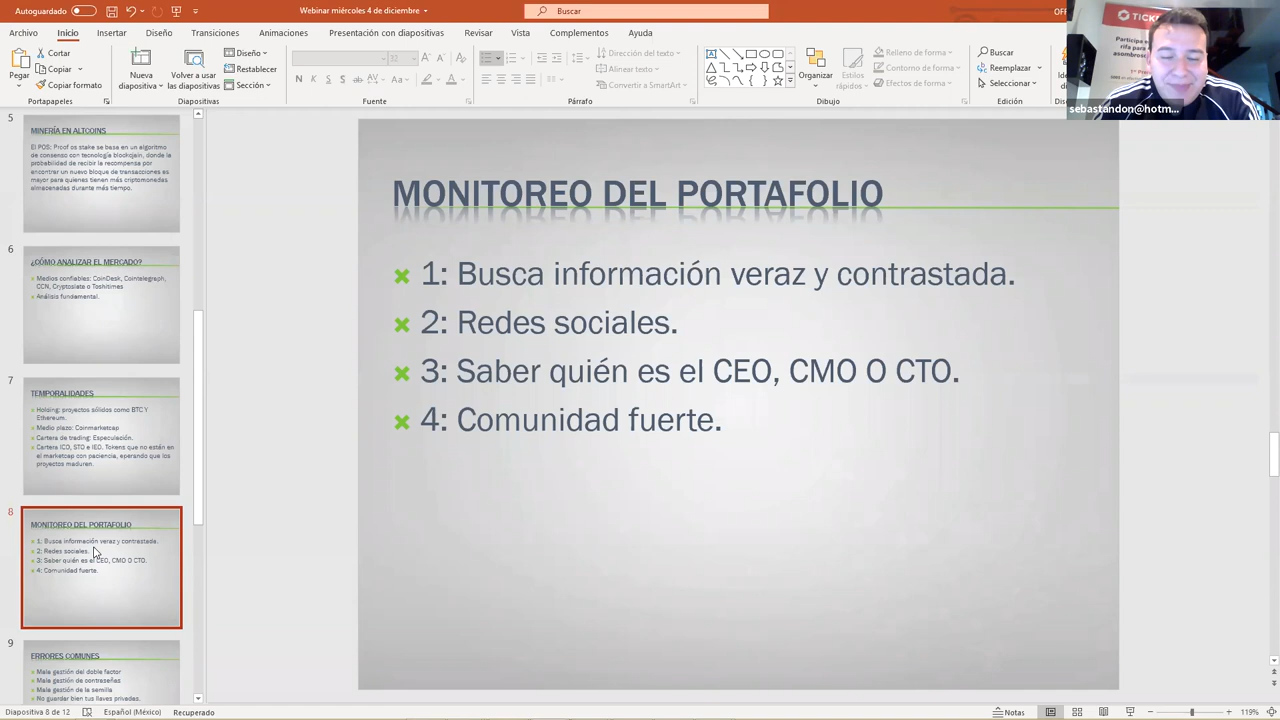 Autoguardado
Webinar miércoles 4 de diciembre
Buscar
Archivo Inicio Insertar Diseño Transiciones Animaciones Presentación con diapositivas Revisar Vista Complementos Ayuda
Pegar
Cortar
Copiar
Copiar formato
Portapapeles
Nueva diapositiva
Volver a usar las diapositivas
Diseño
Restablecer
Sección
Diapositivas
32
N K S S ab AV Aa A
Fuente
Dirección del texto
Alinear texto
Convertir a SmartArt
Párrafo
Organizar
Estilos rápidos
Relleno de forma
Contorno de forma
Efectos de forma
Dibujo
Buscar
Reemplazar
Seleccionar
Edición
TICK
Participa e
rifa para
asombros
sebastandon@hotm...
5
MINERÍA EN ALTCOINS
El POS: Proof os stake se basa en un algoritmo
de consenso con tecnología blockcjain, donde la
probabilidad de recibir la recompensa por
encontrar un nuevo bloque de transacciones es
mayor para quienes tienen más criptomonedas
almacenadas durante más tiempo.
6
¿CÓMO ANALIZAR EL MERCADO?
Medios confiables: CoinDesk, Cointelegraph,
CCN, Cryptoslate o Toshitimes
Análisis fundamental.
7
TEMPORALIDADES
Holding: proyectos sólidos como BTC Y
Ethereum.
Medio plazo: Coinmarketcap
Cartera de trading: Especulación.
Cartera ICO, STO e IEO. Tokens que no están en
el marketcap con paciencia, operando que los
proyectos maduren.
8
MONITOREO DEL PORTAFOLIO
1: Busca información veraz y contrastada.
2: Redes sociales.
3: Saber quién es el CEO, CMO O CTO.
4: Comunidad fuerte.
9
ERRORES COMUNES
Mala gestión del doble factor
Mala gestión de contraseñas
Mala gestión de la semilla
No guardar bien tus llaves privadas.
MONITOREO DEL PORTAFOLIO
1: Busca información veraz y contrastada.
2: Redes sociales.
3: Saber quién es el CEO, CMO O CTO.
4: Comunidad fuerte.
Diapositiva 8 de 12 Español (México) Recuperado
Notas
119%